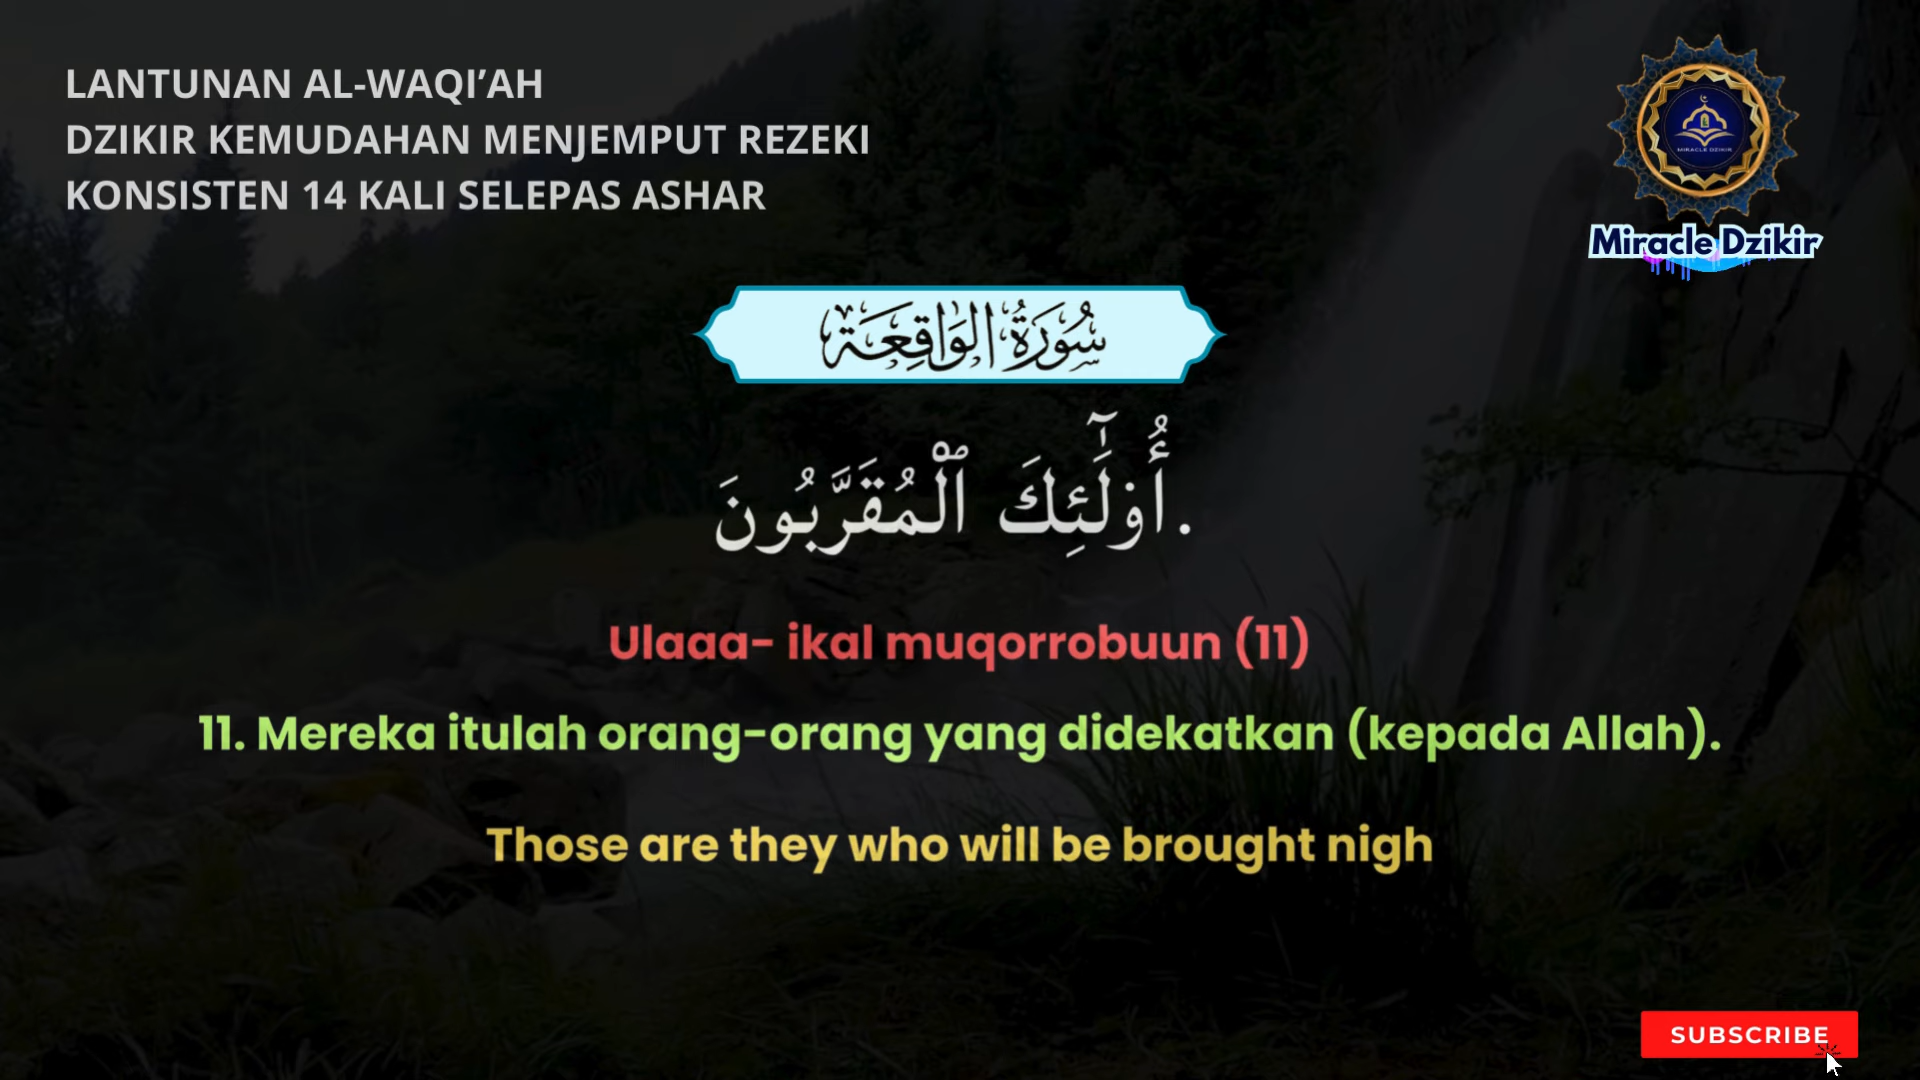 LANTUNAN AL-WAQI’AH
DZIKIR KEMUDAHAN MENJEMPUT REZEKI
KONSISTEN 14 KALI SELEPAS ASHAR
MIRACLE DZIKIR
Miracle Dzikir
سُورَةُ الوَاقِعَة
أُو۟لَٰٓئِكَ ٱلْمُقَرَّبُونَ.
Ulaaa- ikal muqorrobuun (11)
11. Mereka itulah orang-orang yang didekatkan (kepada Allah).
Those are they who will be brought nigh
SUBSCRIBE